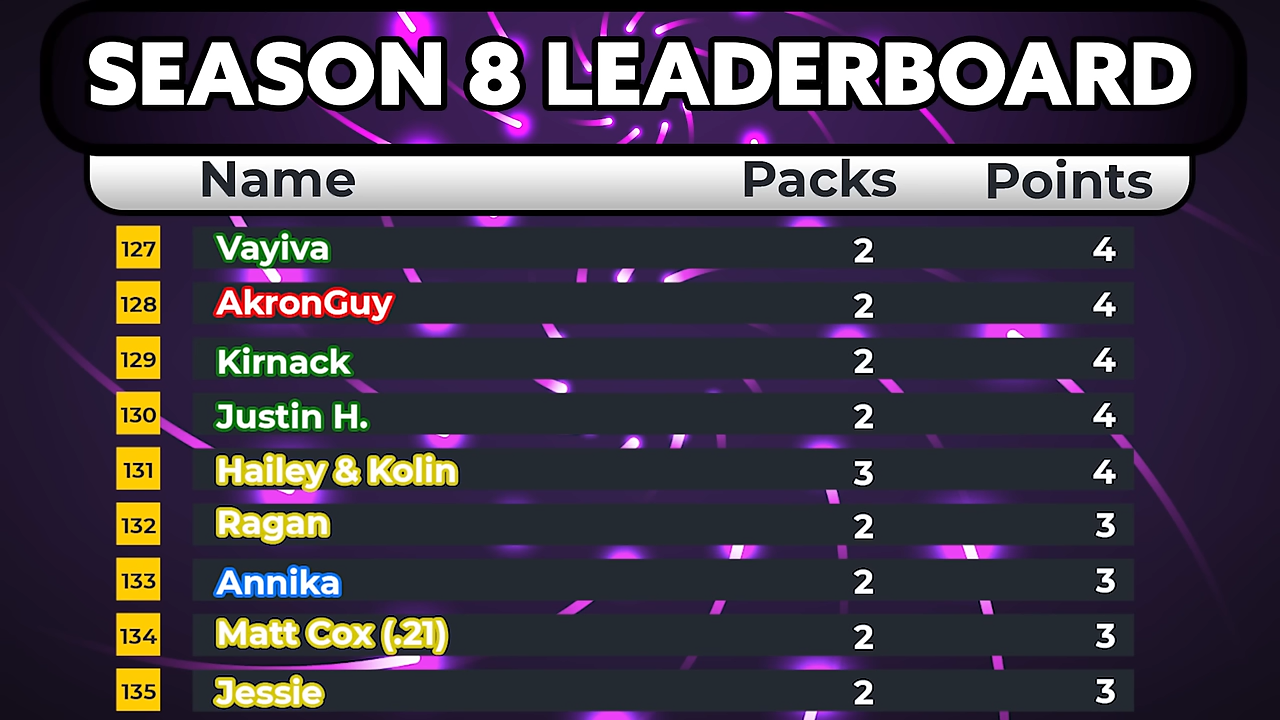 SEASON 8 LEADERBOARD
Name Packs Points
127 Vayiva 2 4
128 AkronGuy 2 4
129 Kirnack 2 4
130 Justin H. 2 4
131 Hailey & Kolin 3 4
132 Ragan 2 3
133 Annika 2 3
134 Matt Cox (.21) 2 3
135 Jessie 2 3